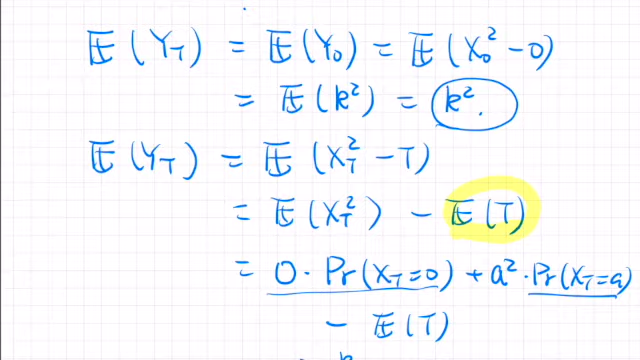 𝔼(Y_T) = 𝔼(Y_0) = 𝔼(X_0^2 - 0)
= 𝔼(k^2) = k^2.
𝔼(Y_T) = 𝔼(X_T^2 - T)
= 𝔼(X_T^2) - 𝔼(T)
= 0 · Pr(X_T=0) + a^2 · Pr(X_T=a)
- 𝔼(T)